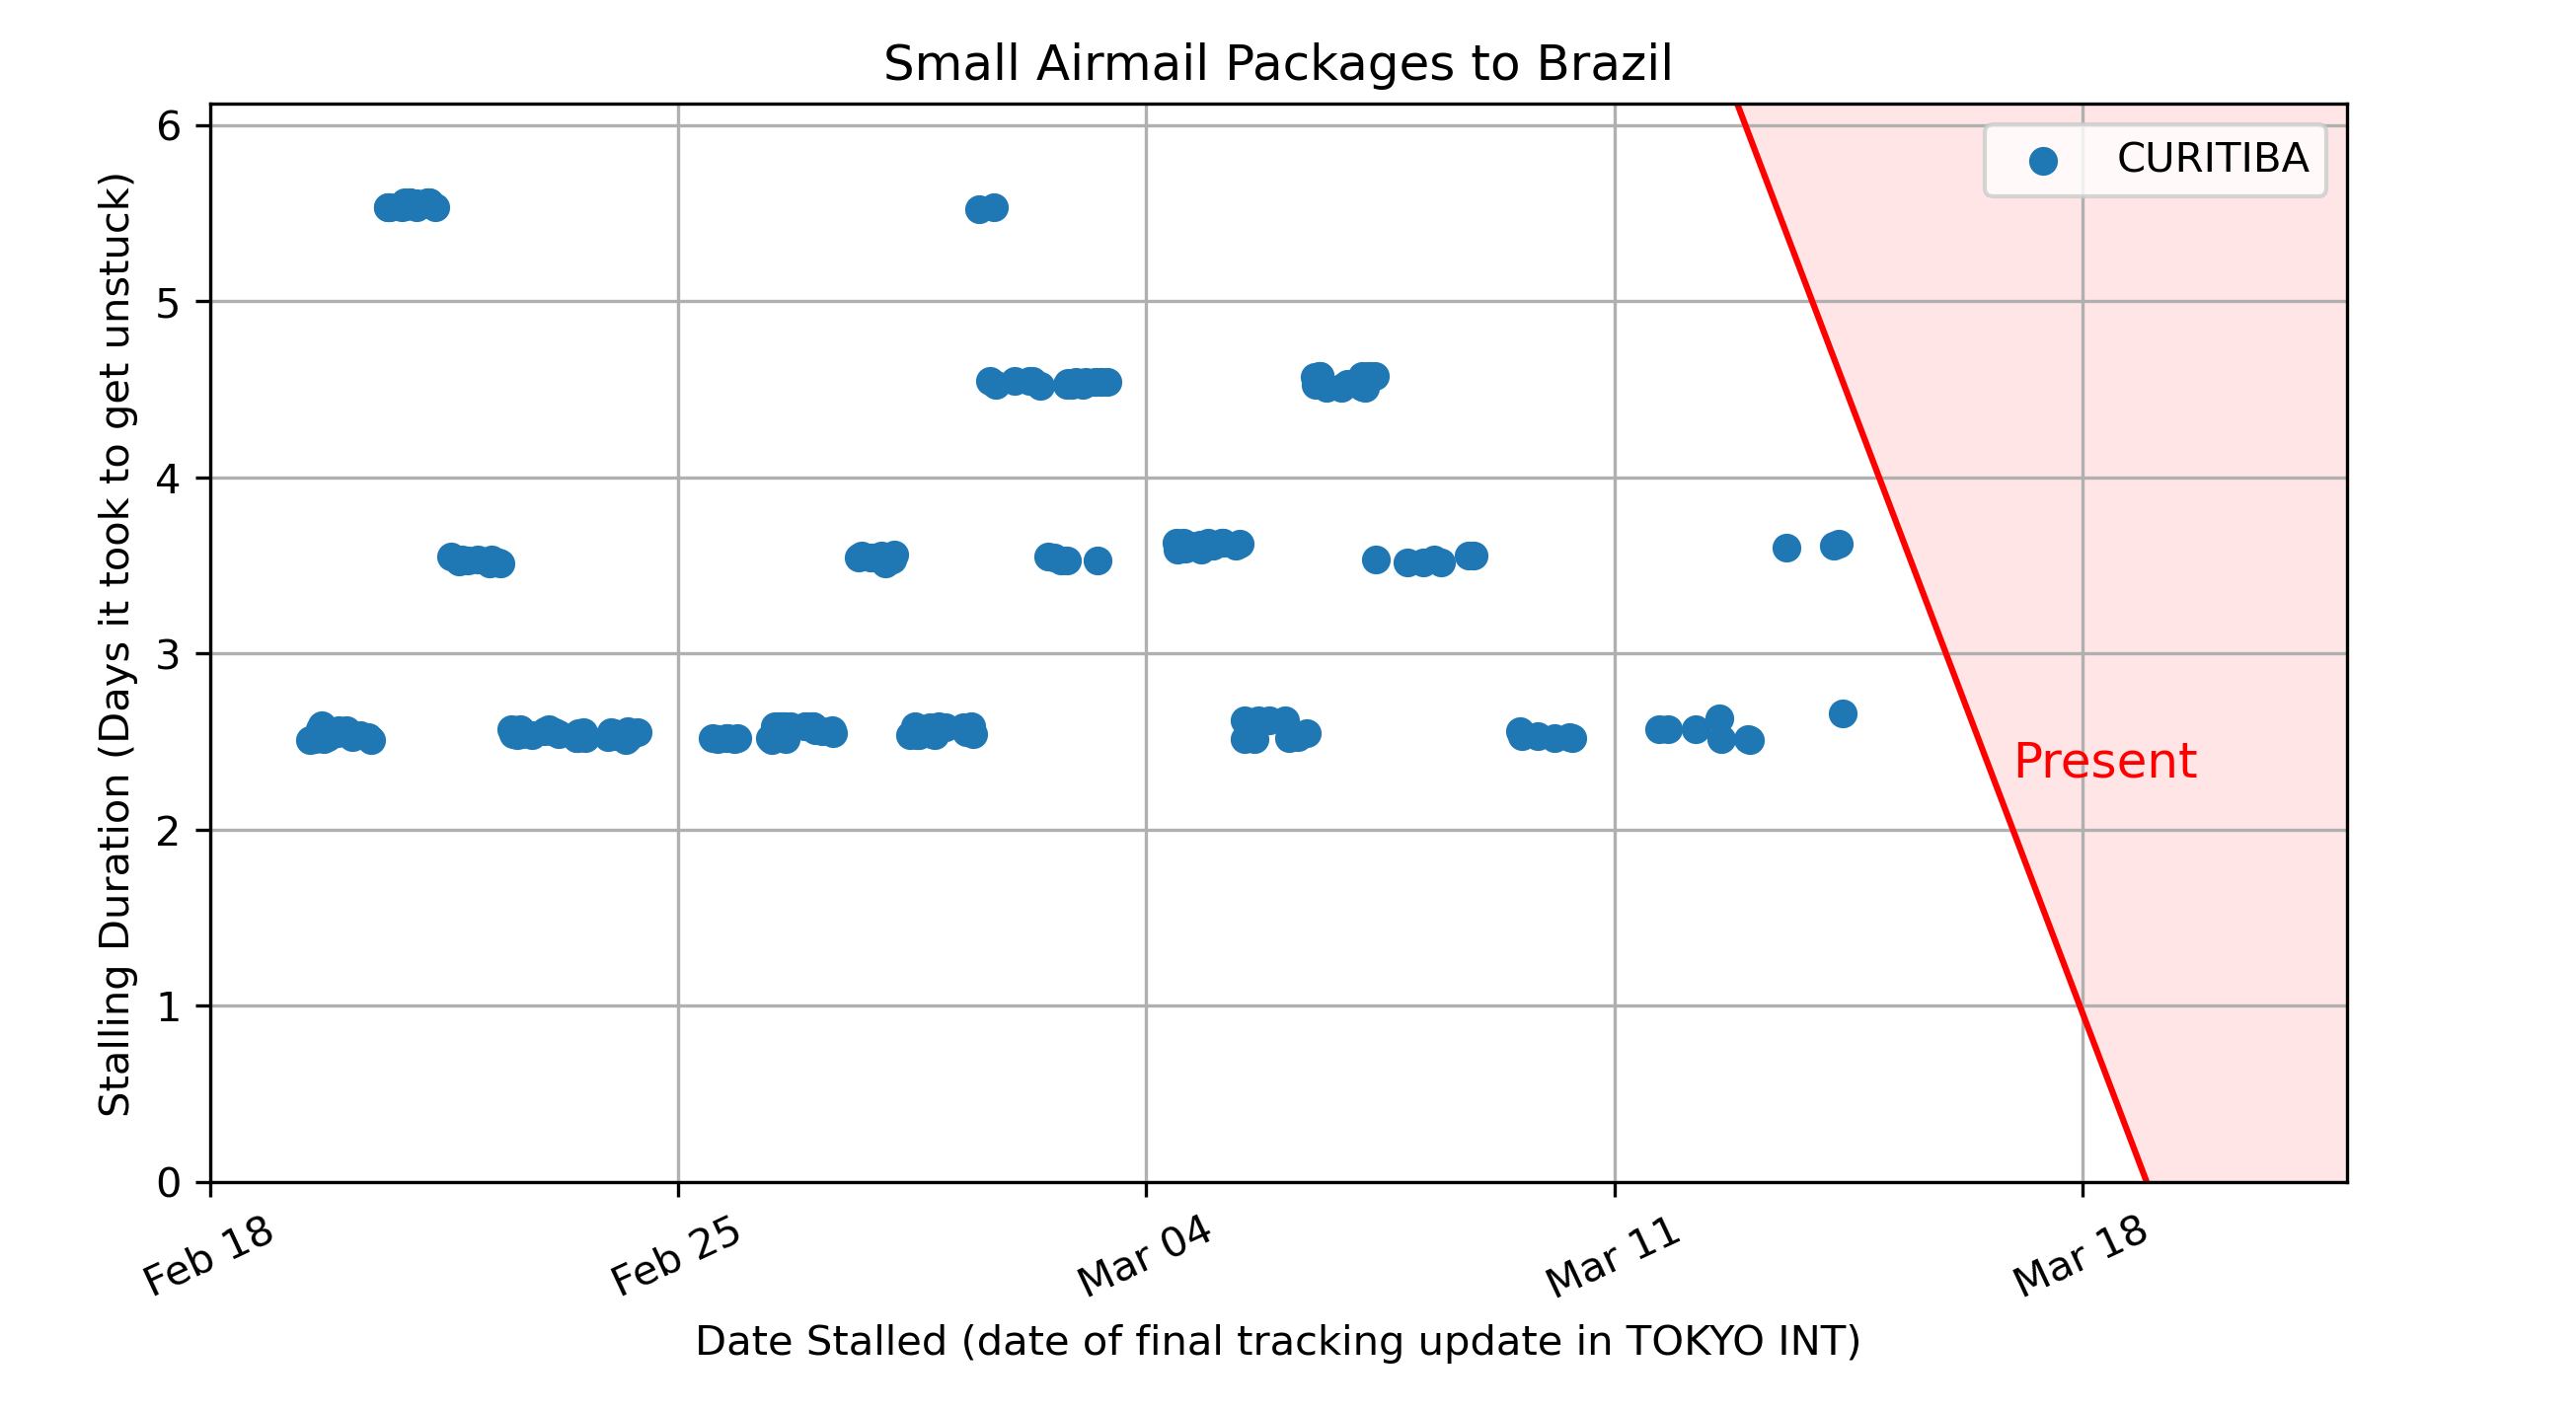 Small Airmail Packages to Brazil
Stalling Duration (Days it took to get unstuck)
6
5
4
3
2
1
0
CURITIBA
Present
Feb 18
Feb 25
Mar 04
Mar 11
Mar 18
Date Stalled (date of final tracking update in TOKYO INT)